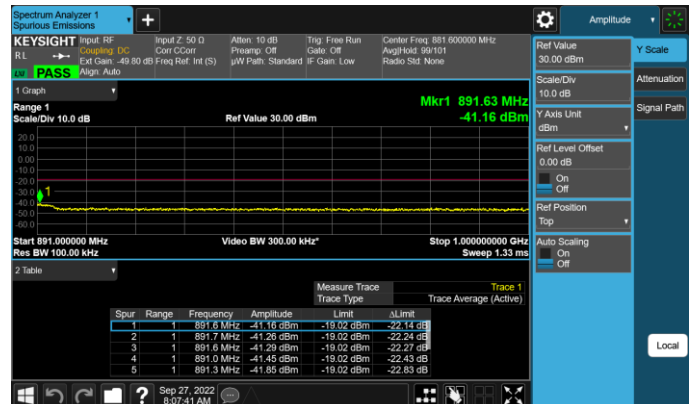 Spectrum Analyzer 1
Spurious Emissions
+
Amplitude
KEYSIGHT
RL
LXI
PASS
Input: RF
Coupling: DC
Ext Gain: -49.80 dB
Align: Auto
Input Z: 50 Ω
Corr CCorr
Freq Ref: Int (S)
Atten: 10 dB
Preamp: Off
µW Path: Standard
Trig: Free Run
Gate: Off
IF Gain: Low
Center Freq: 881.600000 MHz
Avg|Hold: 99/101
Radio Std: None
1 Graph
Range 1
Scale/Div 10.0 dB
Ref Value 30.00 dBm
Mkr1 891.63 MHz
-41.16 dBm
20.0
10.0
0.00
-10.0
-20.0
-30.0
-40.0
-50.0
-60.0
1
Start 891.000000 MHz
Res BW 100.00 kHz
Video BW 300.00 kHz*
Stop 1.000000000 GHz
Sweep 1.33 ms
2 Table
Measure Trace Trace 1
Trace Type Trace Average (Active)
Spur Range Frequency Amplitude Limit ΔLimit
1 1 891.6 MHz -41.16 dBm -19.02 dBm -22.14 dB
2 1 891.7 MHz -41.26 dBm -19.02 dBm -22.24 dB
3 1 891.6 MHz -41.29 dBm -19.02 dBm -22.27 dB
4 1 891.0 MHz -41.45 dBm -19.02 dBm -22.43 dB
5 1 891.3 MHz -41.85 dBm -19.02 dBm -22.83 dB
?
Sep 27, 2022
8:07:41 AM
Ref Value
30.00 dBm
Scale/Div
10.0 dB
Y Axis Unit
dBm
Ref Level Offset
0.00 dB
On
Off
Ref Position
Top
Auto Scaling
On
Off
Y Scale
Attenuation
Signal Path
Local